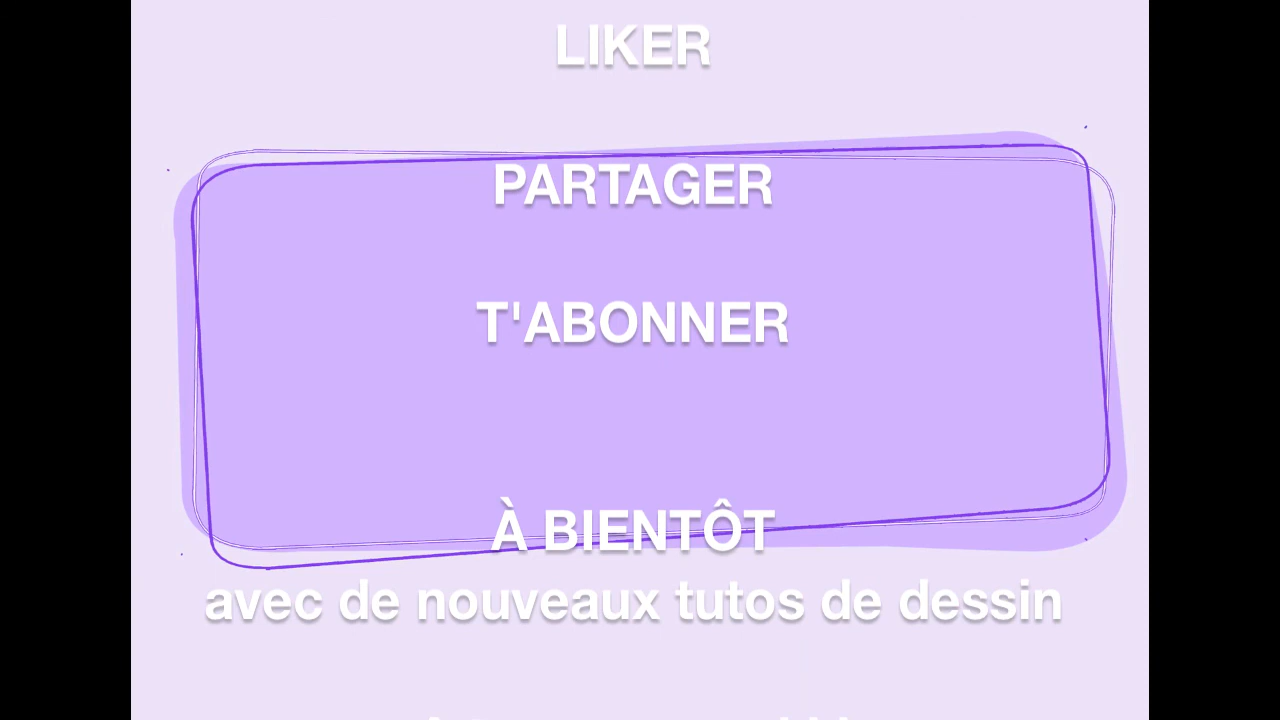 LIKER
PARTAGER
T'ABONNER
À BIENTÔT
avec de nouveaux tutos de dessin